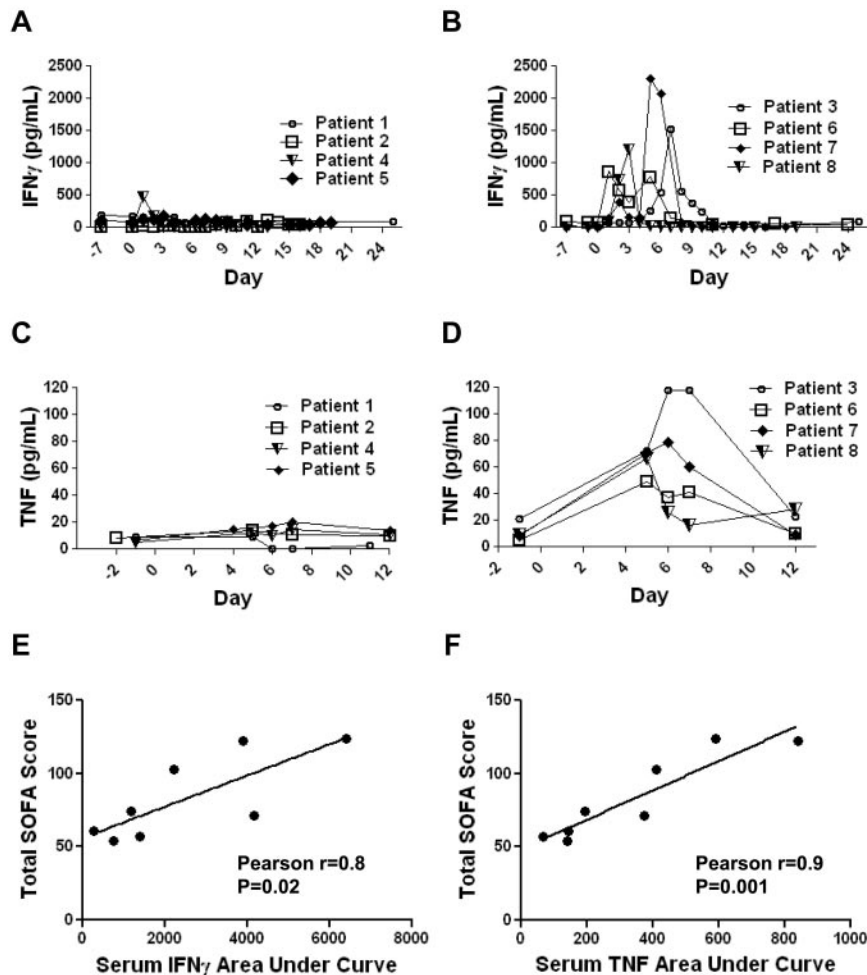 A
IFNγ (pg/mL)
2500
2000
1500
1000
500
0
Patient 1
Patient 2
Patient 4
Patient 5
-7 0 3 6 9 12 15 18 21 24
Day
B
IFNγ (pg/mL)
2500
2000
1500
1000
500
0
Patient 3
Patient 6
Patient 7
Patient 8
-7 0 3 6 9 12 15 18 21 24
Day
C
TNF (pg/mL)
120
100
80
60
40
20
0
Patient 1
Patient 2
Patient 4
Patient 5
-2 0 2 4 6 8 10 12
Day
D
TNF (pg/mL)
120
100
80
60
40
20
0
Patient 3
Patient 6
Patient 7
Patient 8
-2 0 2 4 6 8 10 12
Day
E
Total SOFA Score
150
100
50
0
Pearson r=0.8
P=0.02
0 2000 4000 6000 8000
Serum IFNγ Area Under Curve
F
Total SOFA Score
150
100
50
0
Pearson r=0.9
P=0.001
0 200 400 600 800 1000
Serum TNF Area Under Curve